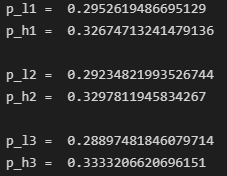 p_l1 =  0.2952619486695129
p_h1 =  0.32674713241479136

p_l2 =  0.29234821993526744
p_h2 =  0.3297811945834267

p_l3 =  0.28897481846079714
p_h3 =  0.3333206620696151